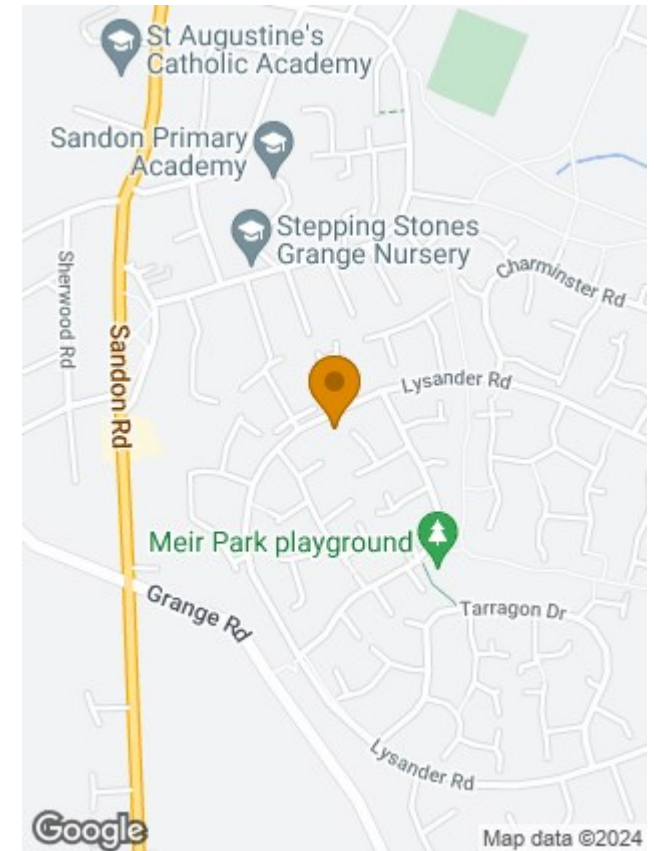 St Augustine's
Catholic Academy
Sandon Primary
Academy
Stepping Stones
Grange Nursery
Sherwood Rd
Charminster Rd
Sandon Rd
Lysander Rd
Meir Park playground
Grange Rd
Tarragon Dr
Lysander Rd
Google
Map data ©2024